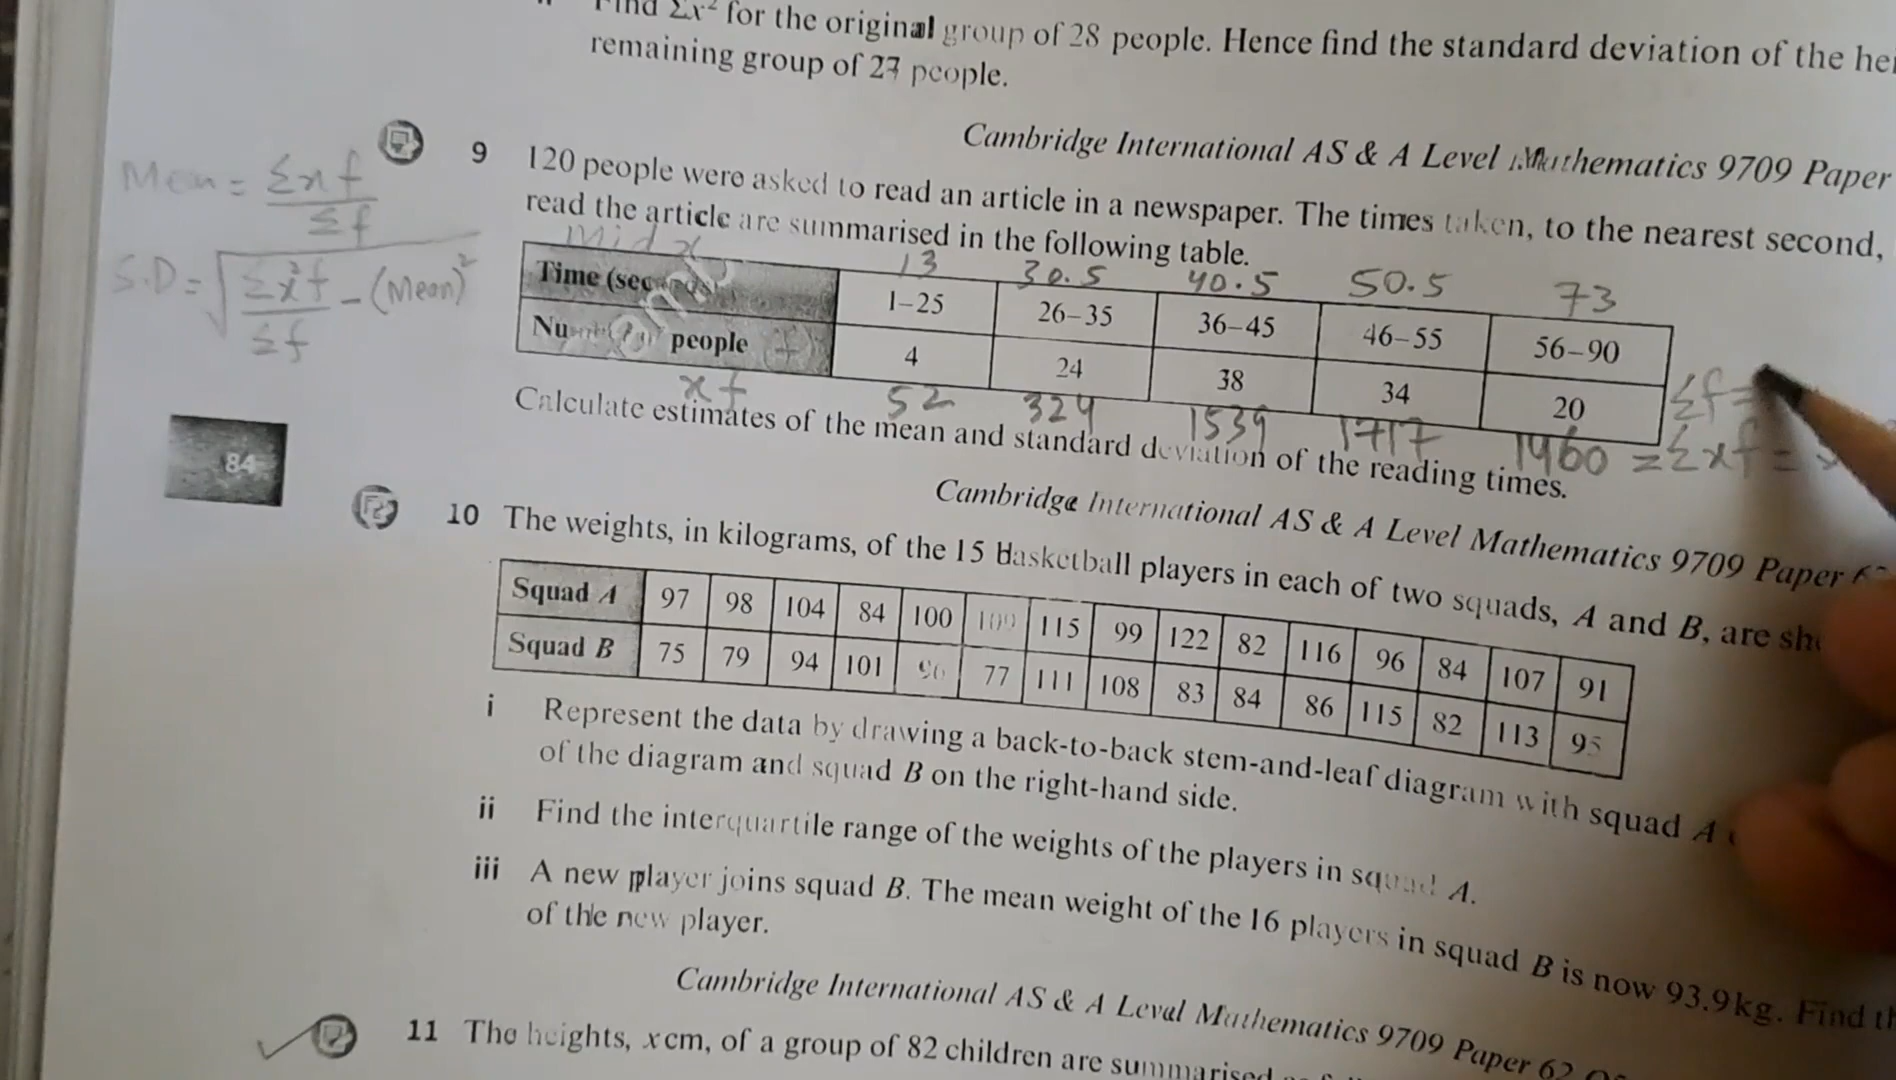 Find Σx² for the original group of 28 people. Hence find the standard deviation of the
remaining group of 27 people.
Cambridge International AS & A Level Mathematics 9709 Paper
Mean = Σxf / Σf
S.D = √(Σx²f / Σf - (Mean)²)
9 120 people were asked to read an article in a newspaper. The times taken, to the nearest second,
read the article are summarised in the following table.
Mid x 13 30.5 40.5 50.5 73
Time 1–25 26–35 36–45 46–55 56–90
people (f) 4 24 38 34 20 Σf =
xf 52 324 1539 1717 1460 = Σxf =
Calculate estimates of the mean and standard deviation of the reading times.
84
Cambridge International AS & A Level Mathematics 9709 Paper
10 The weights, in kilograms, of the 15 basketball players in each of two squads, A and B, are
Squad A 97 98 104 84 100 109 115 99 122 82 116 96 84 107 91
Squad B 75 79 94 101 96 77 111 108 83 84 86 115 82 113 95
i Represent the data by drawing a back-to-back stem-and-leaf diagram with squad A
of the diagram and squad B on the right-hand side.
ii Find the interquartile range of the weights of the players in squad A.
iii A new player joins squad B. The mean weight of the 16 players in squad B is now 93.9 kg. Find
of the new player.
Cambridge International AS & A Level Mathematics 9709 Paper 62
11 The heights, x cm, of a group of 82 children are summarised